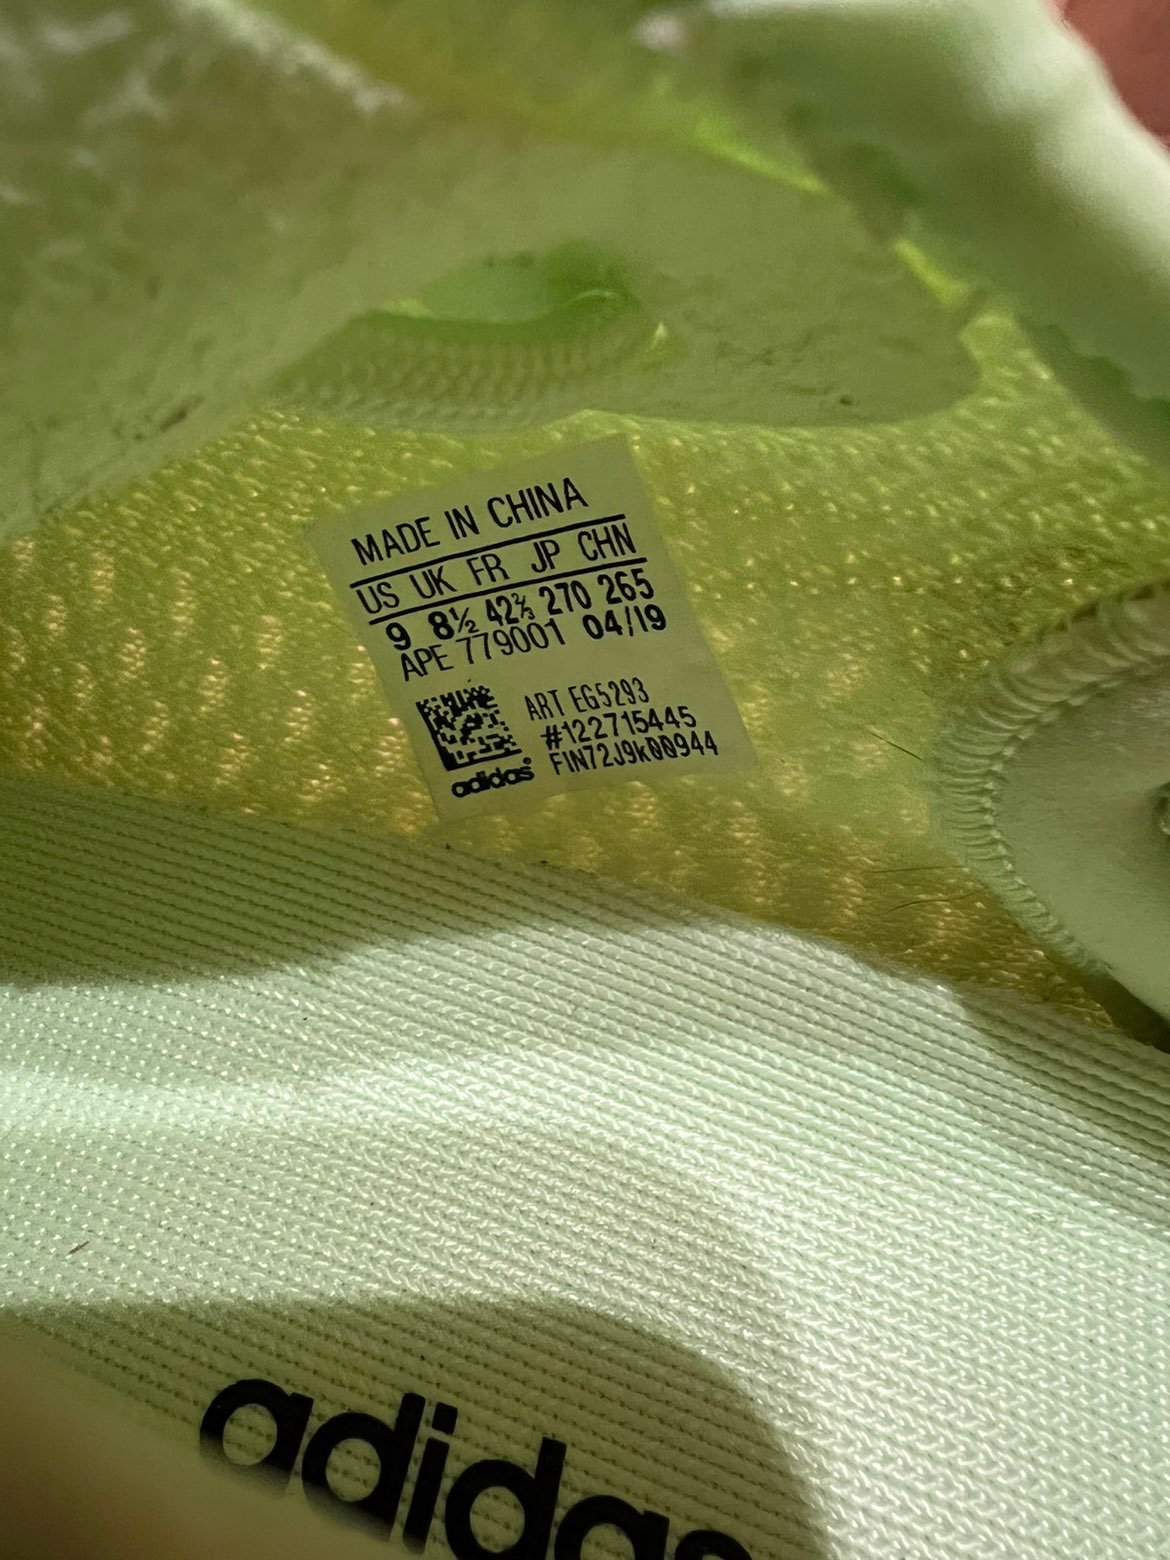 MADE IN CHINA
US UK FR JP CHN
9 8½ 42⅔ 270 265
APE 779001 04/19
ART EG5293
#122715445
FIN72J9K00944
adidas®
adidas